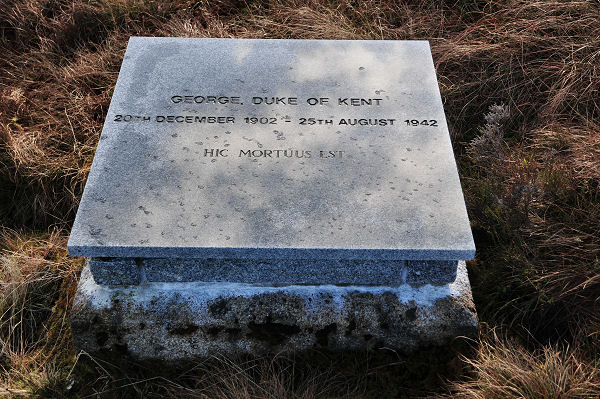 GEORGE, DUKE OF KENT
20TH DECEMBER 1902 - 25TH AUGUST 1942
HIC MORTUUS EST